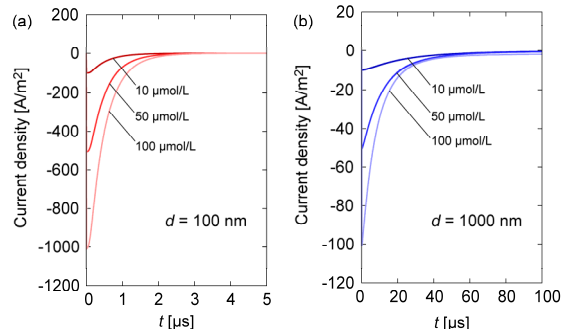 (a)
200
0
-200
-400
-600
-800
-1000
-1200
Current density [A/m²]
10 μmol/L
50 μmol/L
100 μmol/L
d = 100 nm
0 1 2 3 4 5
t [μs]
(b)
20
0
-20
-40
-60
-80
-100
-120
Current density [A/m²]
10 μmol/L
50 μmol/L
100 μmol/L
d = 1000 nm
0 20 40 60 80 100
t [μs]